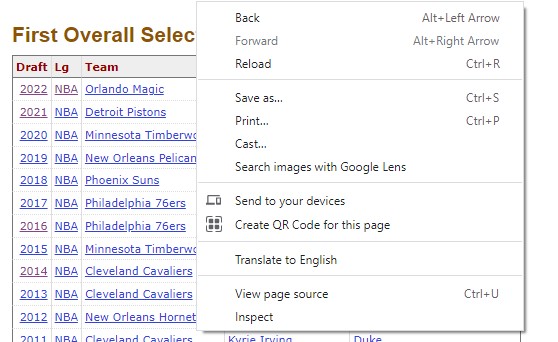 First Overall Selec
Draft Lg Team
2022 NBA Orlando Magic
2021 NBA Detroit Pistons
2020 NBA Minnesota Timberwo
2019 NBA New Orleans Pelican
2018 NBA Phoenix Suns
2017 NBA Philadelphia 76ers
2016 NBA Philadelphia 76ers
2015 NBA Minnesota Timberwo
2014 NBA Cleveland Cavaliers
2013 NBA Cleveland Cavaliers
2012 NBA New Orleans Hornet
2011 NBA Cleveland Cavaliers Kyrie Irving Duke
Back Alt+Left Arrow
Forward Alt+Right Arrow
Reload Ctrl+R
Save as... Ctrl+S
Print... Ctrl+P
Cast...
Search images with Google Lens
Send to your devices
Create QR Code for this page
Translate to English
View page source Ctrl+U
Inspect